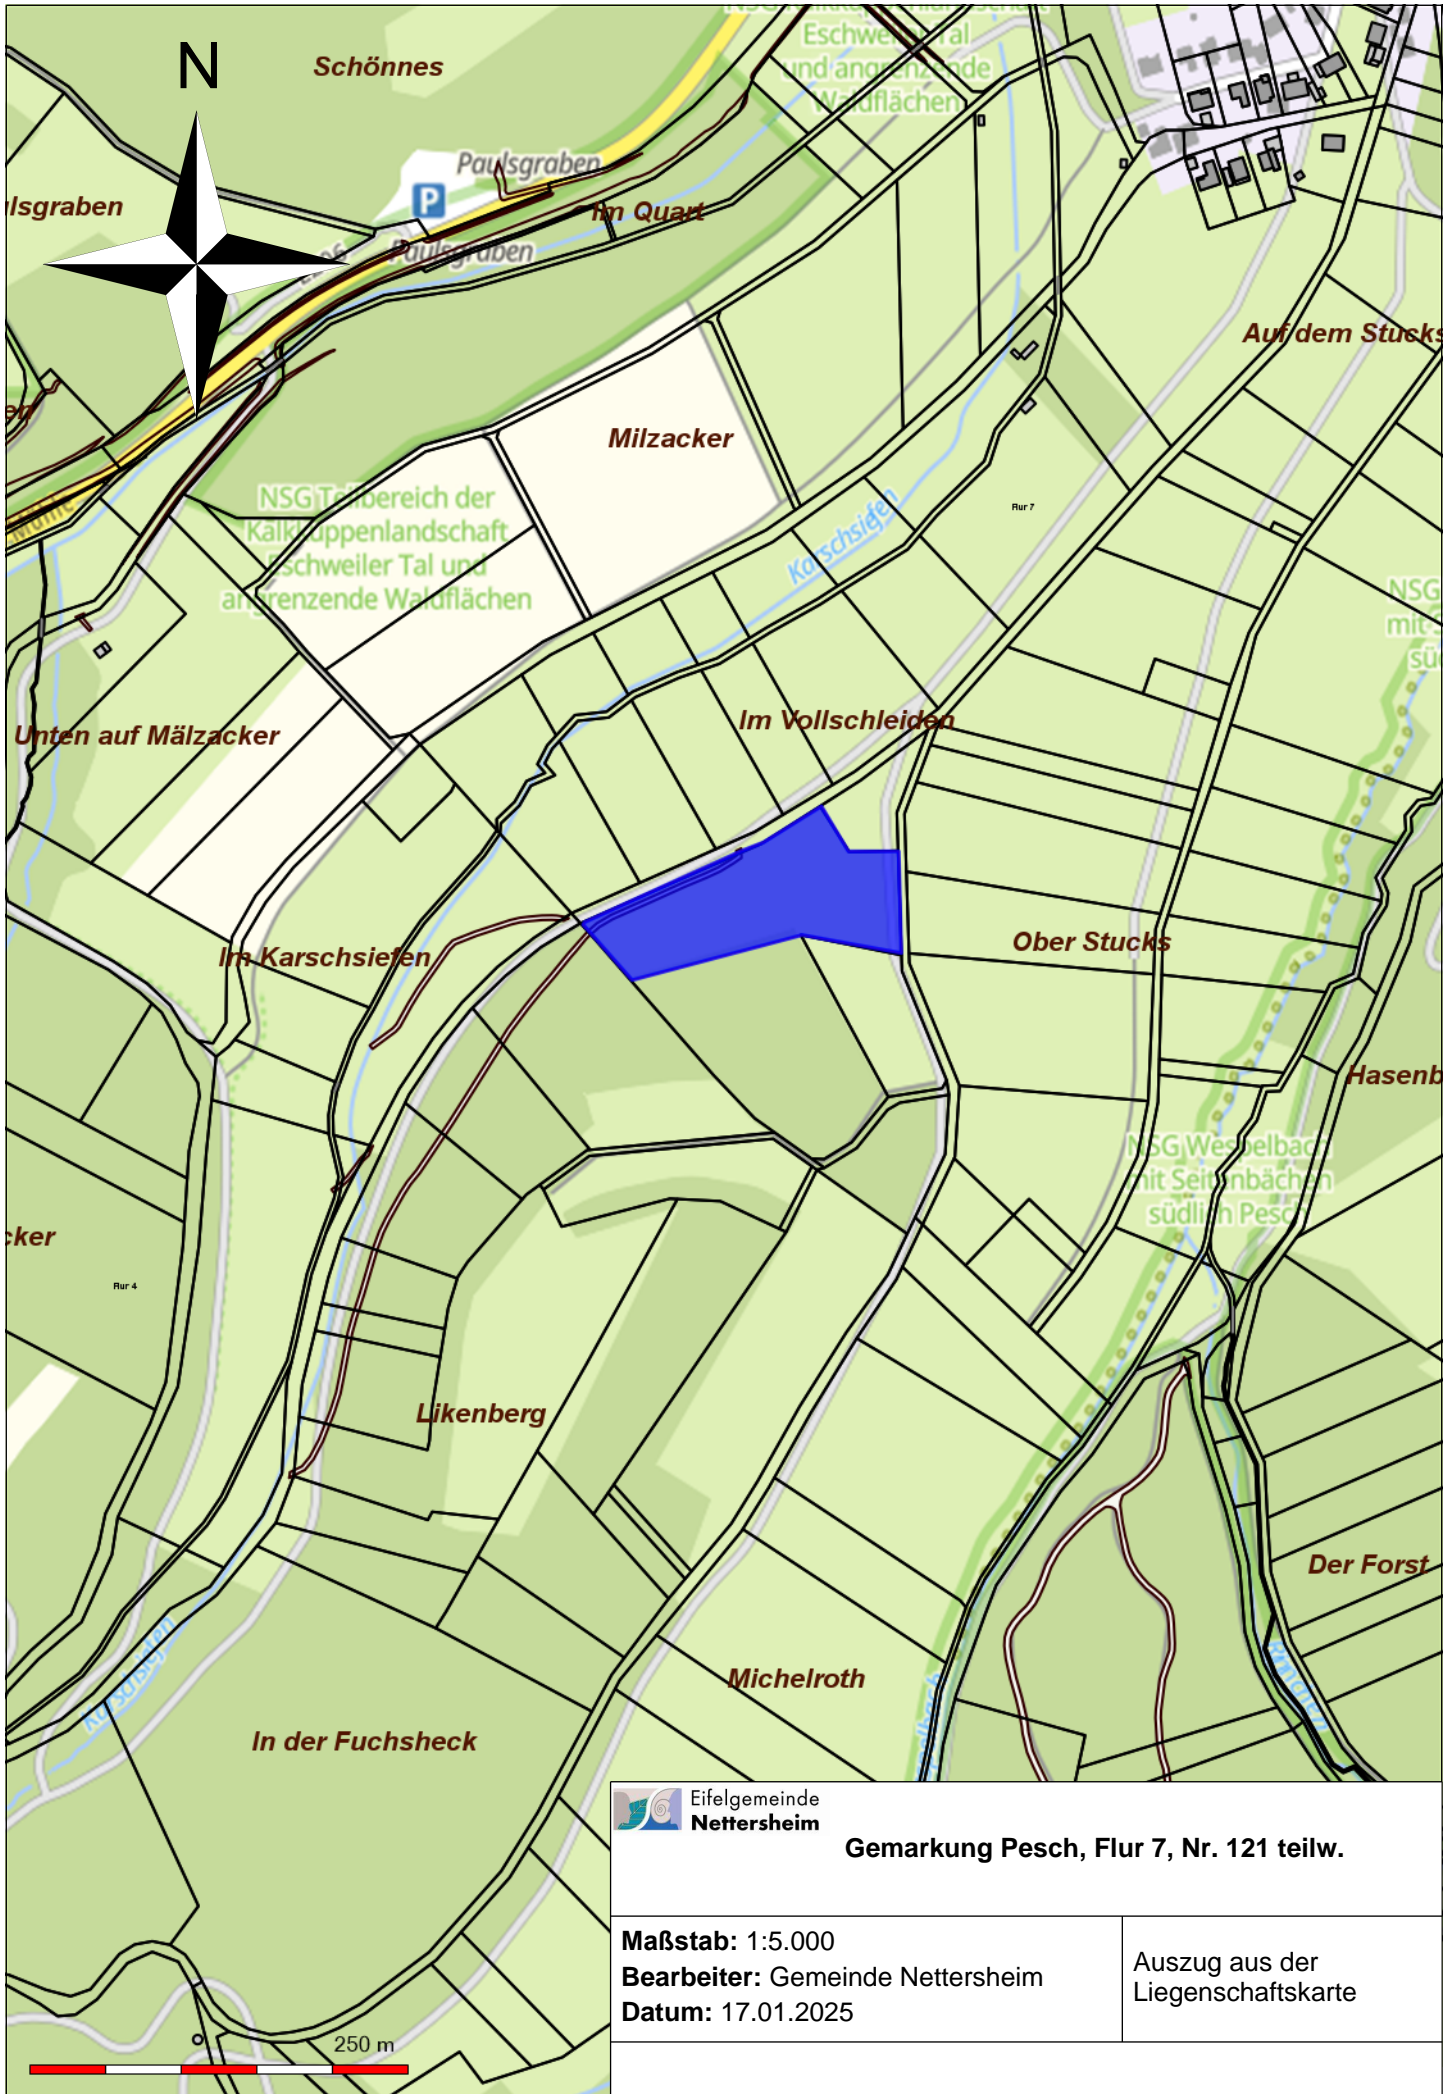 N
Schönnes
Eschweiler Tal
und angrenzende
Waldflächen
Paulsgraben
P
Im Quart
Paulsgraben
Auf dem Stucks
Milzacker
NSG Teilbereich der
Kalkkuppenlandschaft
Eschweiler Tal und
angrenzende Waldflächen
Karschsiefen
Flur 7
NSG
mit S
süd
Unten auf Mälzacker
Im Vollschleiden
Im Karschsiefen
Ober Stucks
Hasenb
NSG Wespelbach
mit Seitenbächen
südlich Pesch
cker
Flur 4
Likenberg
Der Forst
Karschsiefen
Michelroth
In der Fuchsheck
250 m
Eifelgemeinde
Nettersheim
Gemarkung Pesch, Flur 7, Nr. 121 teilw.
Maßstab: 1:5.000
Bearbeiter: Gemeinde Nettersheim
Datum: 17.01.2025
Auszug aus der
Liegenschaftskarte